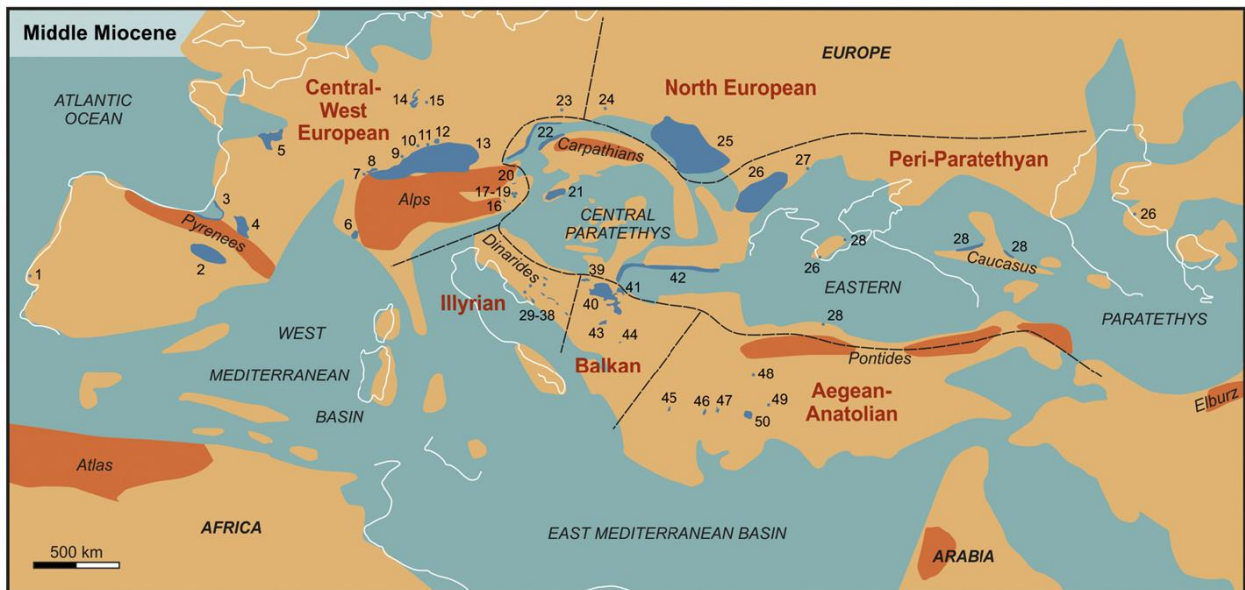 Middle Miocene
EUROPE
ATLANTIC
OCEAN
Central-
West
European
North European
Peri-Paratethyan
14
15
23
24
5
10
11
12
13
9
8
7
22
Carpathians
25
27
26
20
Alps
17-19
16
21
6
CENTRAL
PARATETHYS
3
4
Pyrenees
2
1
Dinarides
39
42
41
40
28
26
28
28
Caucasus
26
EASTERN
PARATETHYS
Illyrian
29-38
43
44
28
Pontides
WEST
MEDITERRANEAN
BASIN
Balkan
48
45
46
47
49
50
Aegean-
Anatolian
Elburz
Atlas
AFRICA
EAST MEDITERRANEAN BASIN
ARABIA
500 km